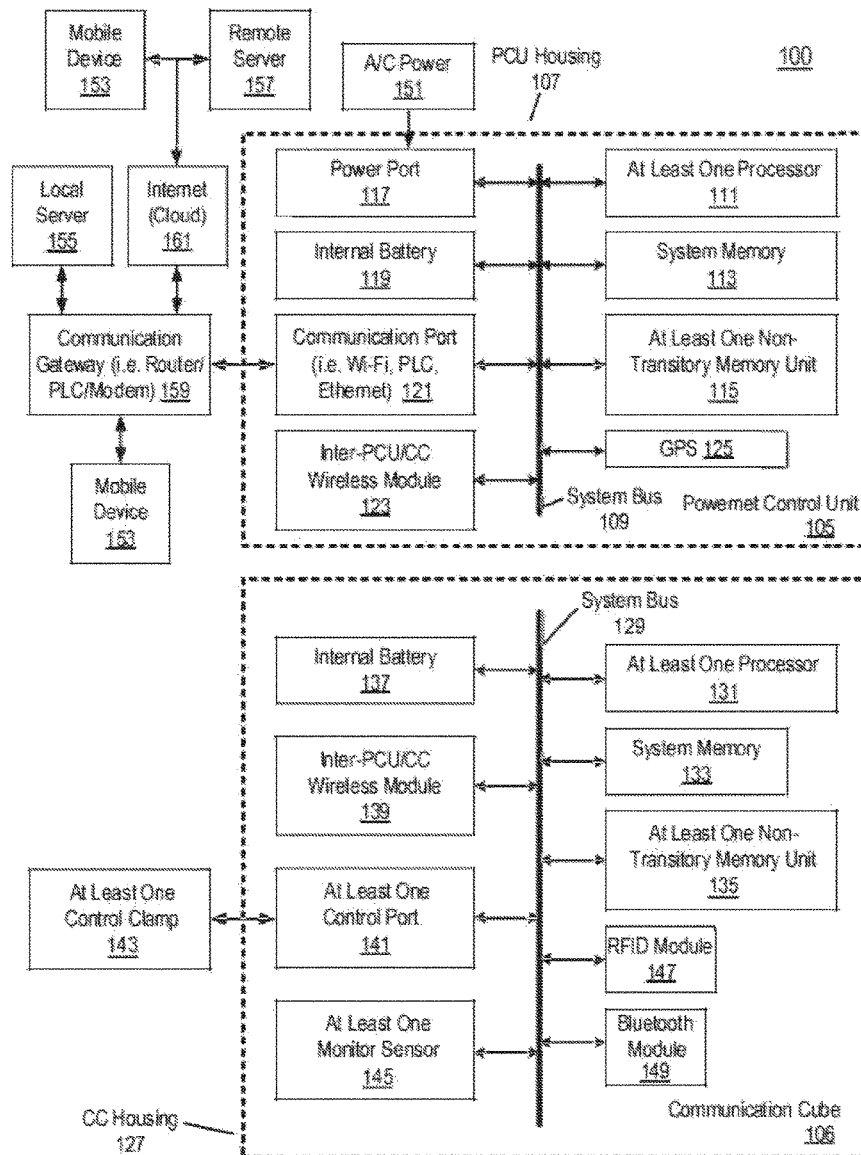 Mobile
Device
153
Remote
Server
157
A/C Power
151
PCU Housing
107
100
Local
Server
155
Internet
(Cloud)
161
Power Port
117
At Least One Processor
111
Internal Battery
119
System Memory
113
Communication
Gateway (i.e. Router/
PLC/Modem) 159
Communication Port
(i.e. Wi-Fi, PLC,
Ethernet) 121
At Least One Non-
Transitory Memory Unit
115
GPS 125
Mobile
Device
153
Inter-PCU/CC
Wireless Module
123
System Bus
109
Powernet Control Unit
105
System Bus
129
Internal Battery
137
At Least One Processor
131
Inter-PCU/CC
Wireless Module
139
System Memory
133
At Least One Non-
Transitory Memory Unit
135
At Least One
Control Clamp
143
At Least One
Control Port
141
RFID Module
147
At Least One
Monitor Sensor
145
Bluetooth
Module
149
CC Housing
127
Communication Cube
106